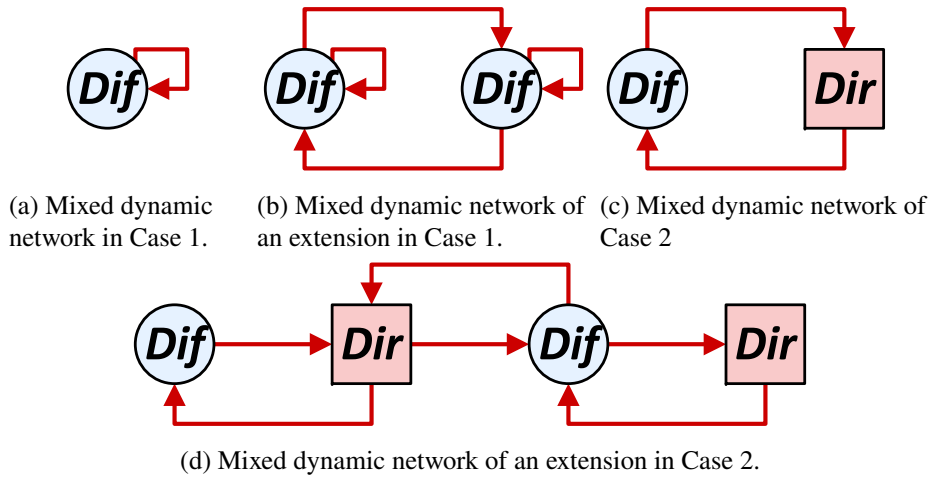 Dif
Dif
Dif
Dif
Dir
(a) Mixed dynamic
network in Case 1.
(b) Mixed dynamic network of
an extension in Case 1.
(c) Mixed dynamic network of
Case 2
Dif
Dir
Dif
Dir
(d) Mixed dynamic network of an extension in Case 2.